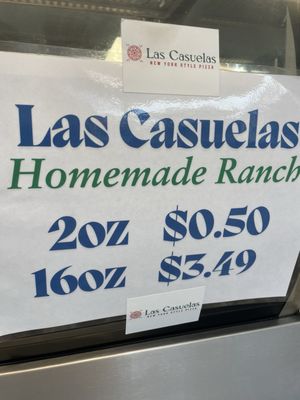 Las Casuelas
NEW YORK STYLE PIZZA
Las Casuelas
Homemade Ranch
2oz $0.50
16oz $3.49
Las Casuelas
NEW YORK STYLE PIZZA